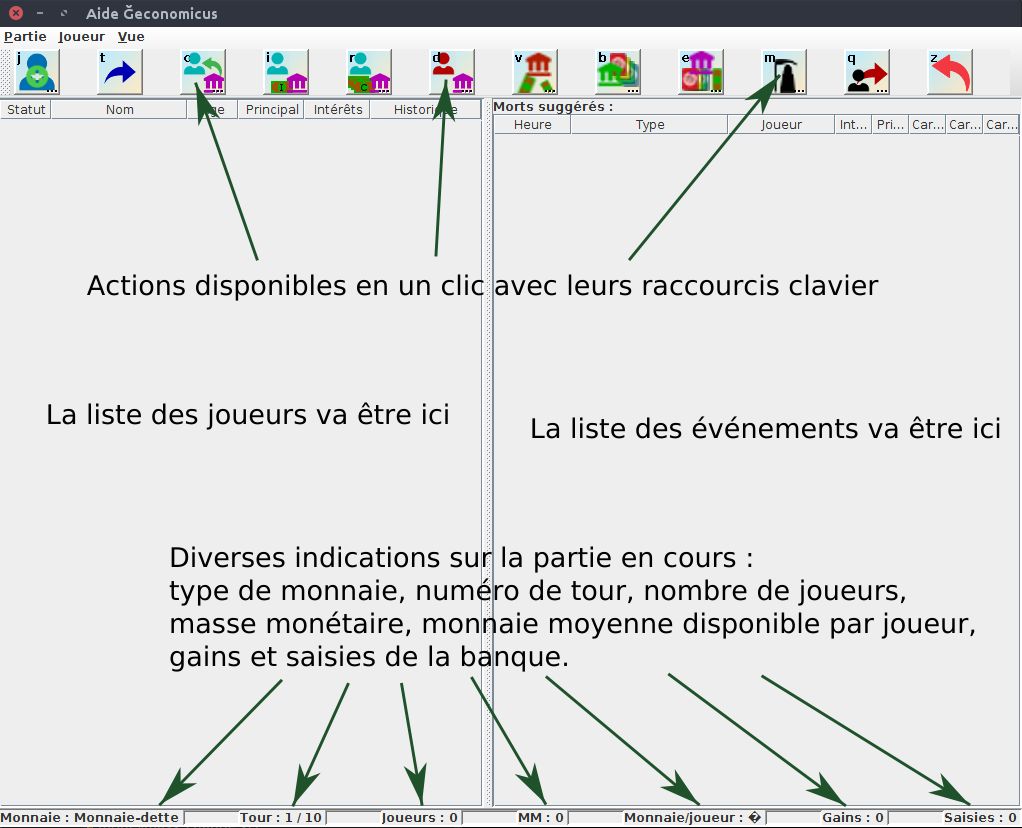 Aide Ğeconomicus
Partie Joueur Vue
j t c i r d v b e m q z
Statut Nom Principal Intérêts Historique
Morts suggérés :
Heure Type Joueur Int... Pri... Car... Car... Car...
Actions disponibles en un clic avec leurs raccourcis clavier
La liste des joueurs va être ici
La liste des événements va être ici
Diverses indications sur la partie en cours :
type de monnaie, numéro de tour, nombre de joueurs,
masse monétaire, monnaie moyenne disponible par joueur,
gains et saisies de la banque.
Monnaie : Monnaie-dette Tour : 1 / 10 Joueurs : 0 MM : 0 Monnaie/joueur : � Gains : 0 Saisies : 0